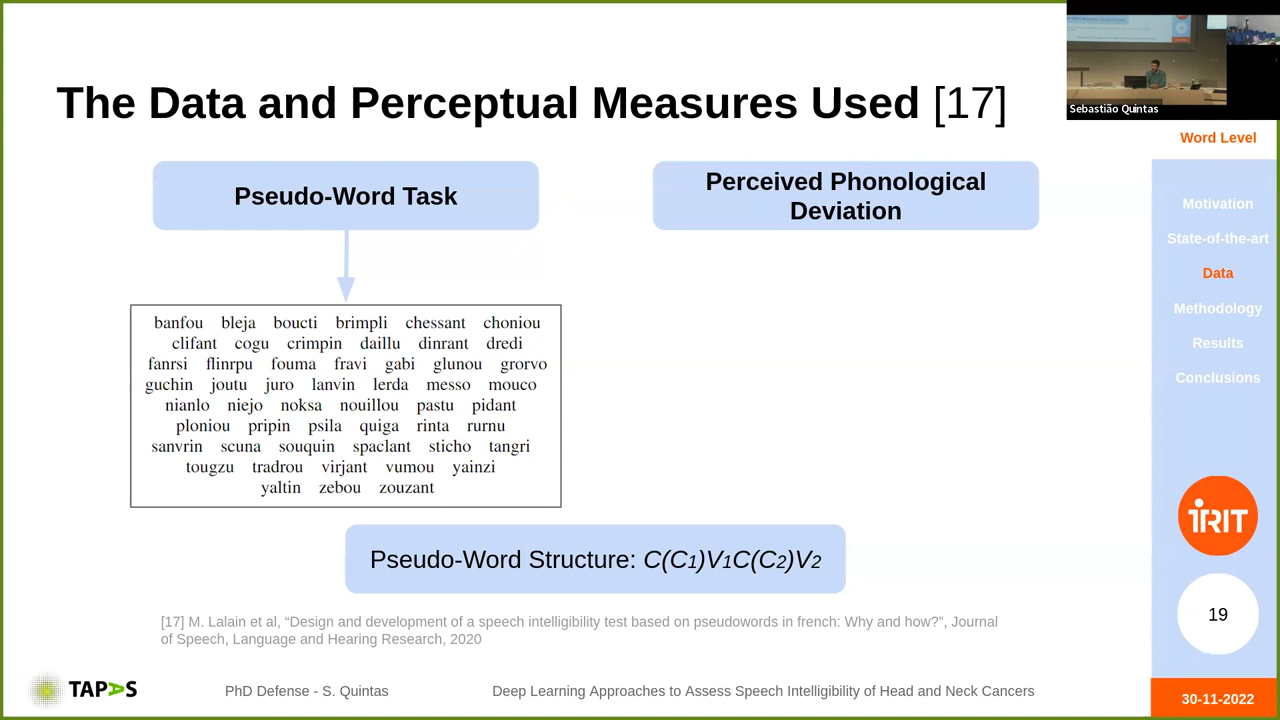 The Data and Perceptual Measures Used [17]
Sebastião Quintas
Word Level
Pseudo-Word Task
Perceived Phonological
Deviation
Motivation
State-of-the-art
Data
Methodology
Results
Conclusions
banfou bleja boucti brimpli chessant choniou
clifant cogu crimpin daillu dinrant dredi
fanrsi flinrpu fouma fravi gabi glunou grorvo
guchin joutu juro lanvin lerda messo mouco
nianlo niejo noksa nouillou pastu pidant
ploniou pripin psila quiga rinta rurnu
sanvrin scuna souquin spaclant sticho tangri
tougzu tradrou virjant vumou yainzi
yaltin zebou zouzant
Pseudo-Word Structure: C(C1)V1C(C2)V2
[17] M. Lalain et al, “Design and development of a speech intelligibility test based on pseudowords in french: Why and how?”, Journal
of Speech, Language and Hearing Research, 2020
iRIT
19
TAPAS
PhD Defense - S. Quintas
Deep Learning Approaches to Assess Speech Intelligibility of Head and Neck Cancers
30-11-2022